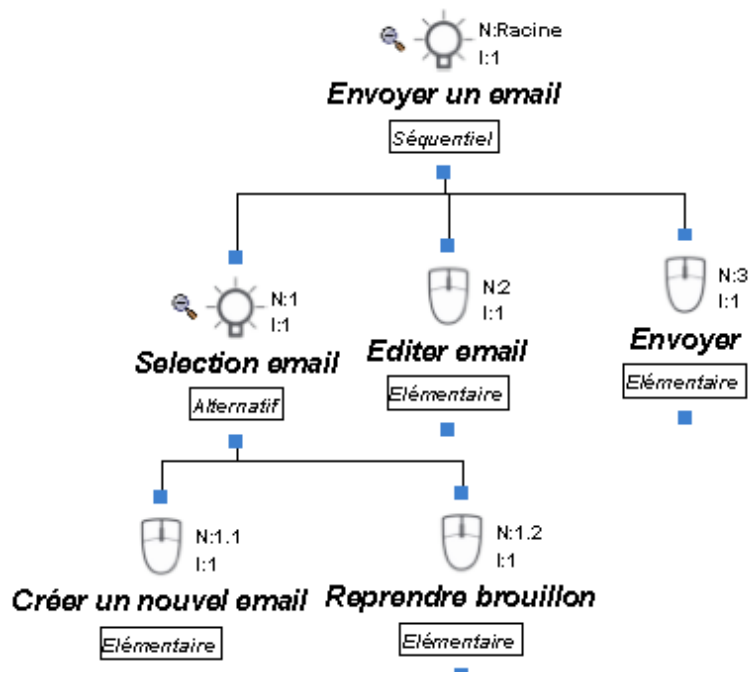 N:Racine
I:1
Envoyer un email
Séquentiel
N:1
I:1
Selection email
Alternatif
N:2
I:1
Editer email
Elémentaire
N:3
I:1
Envoyer
Elémentaire
N:1.1
I:1
Créer un nouvel email
Elémentaire
N:1.2
I:1
Reprendre brouillon
Elémentaire